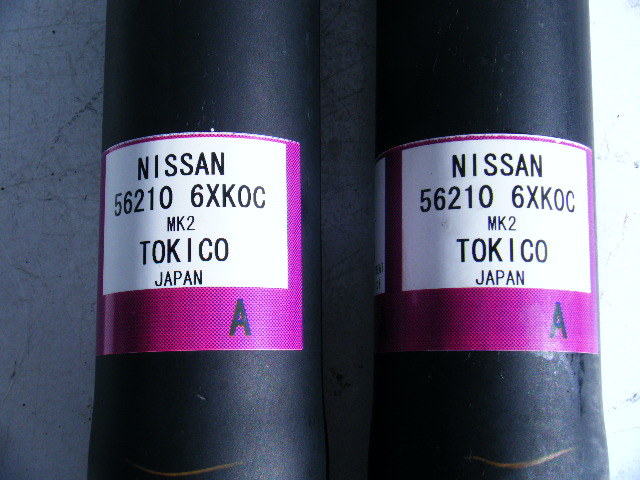 NISSAN
56210 6XK0C
MK2
TOKICO
JAPAN
A
NISSAN
56210 6XK0C
MK2
TOKICO
JAPAN
A